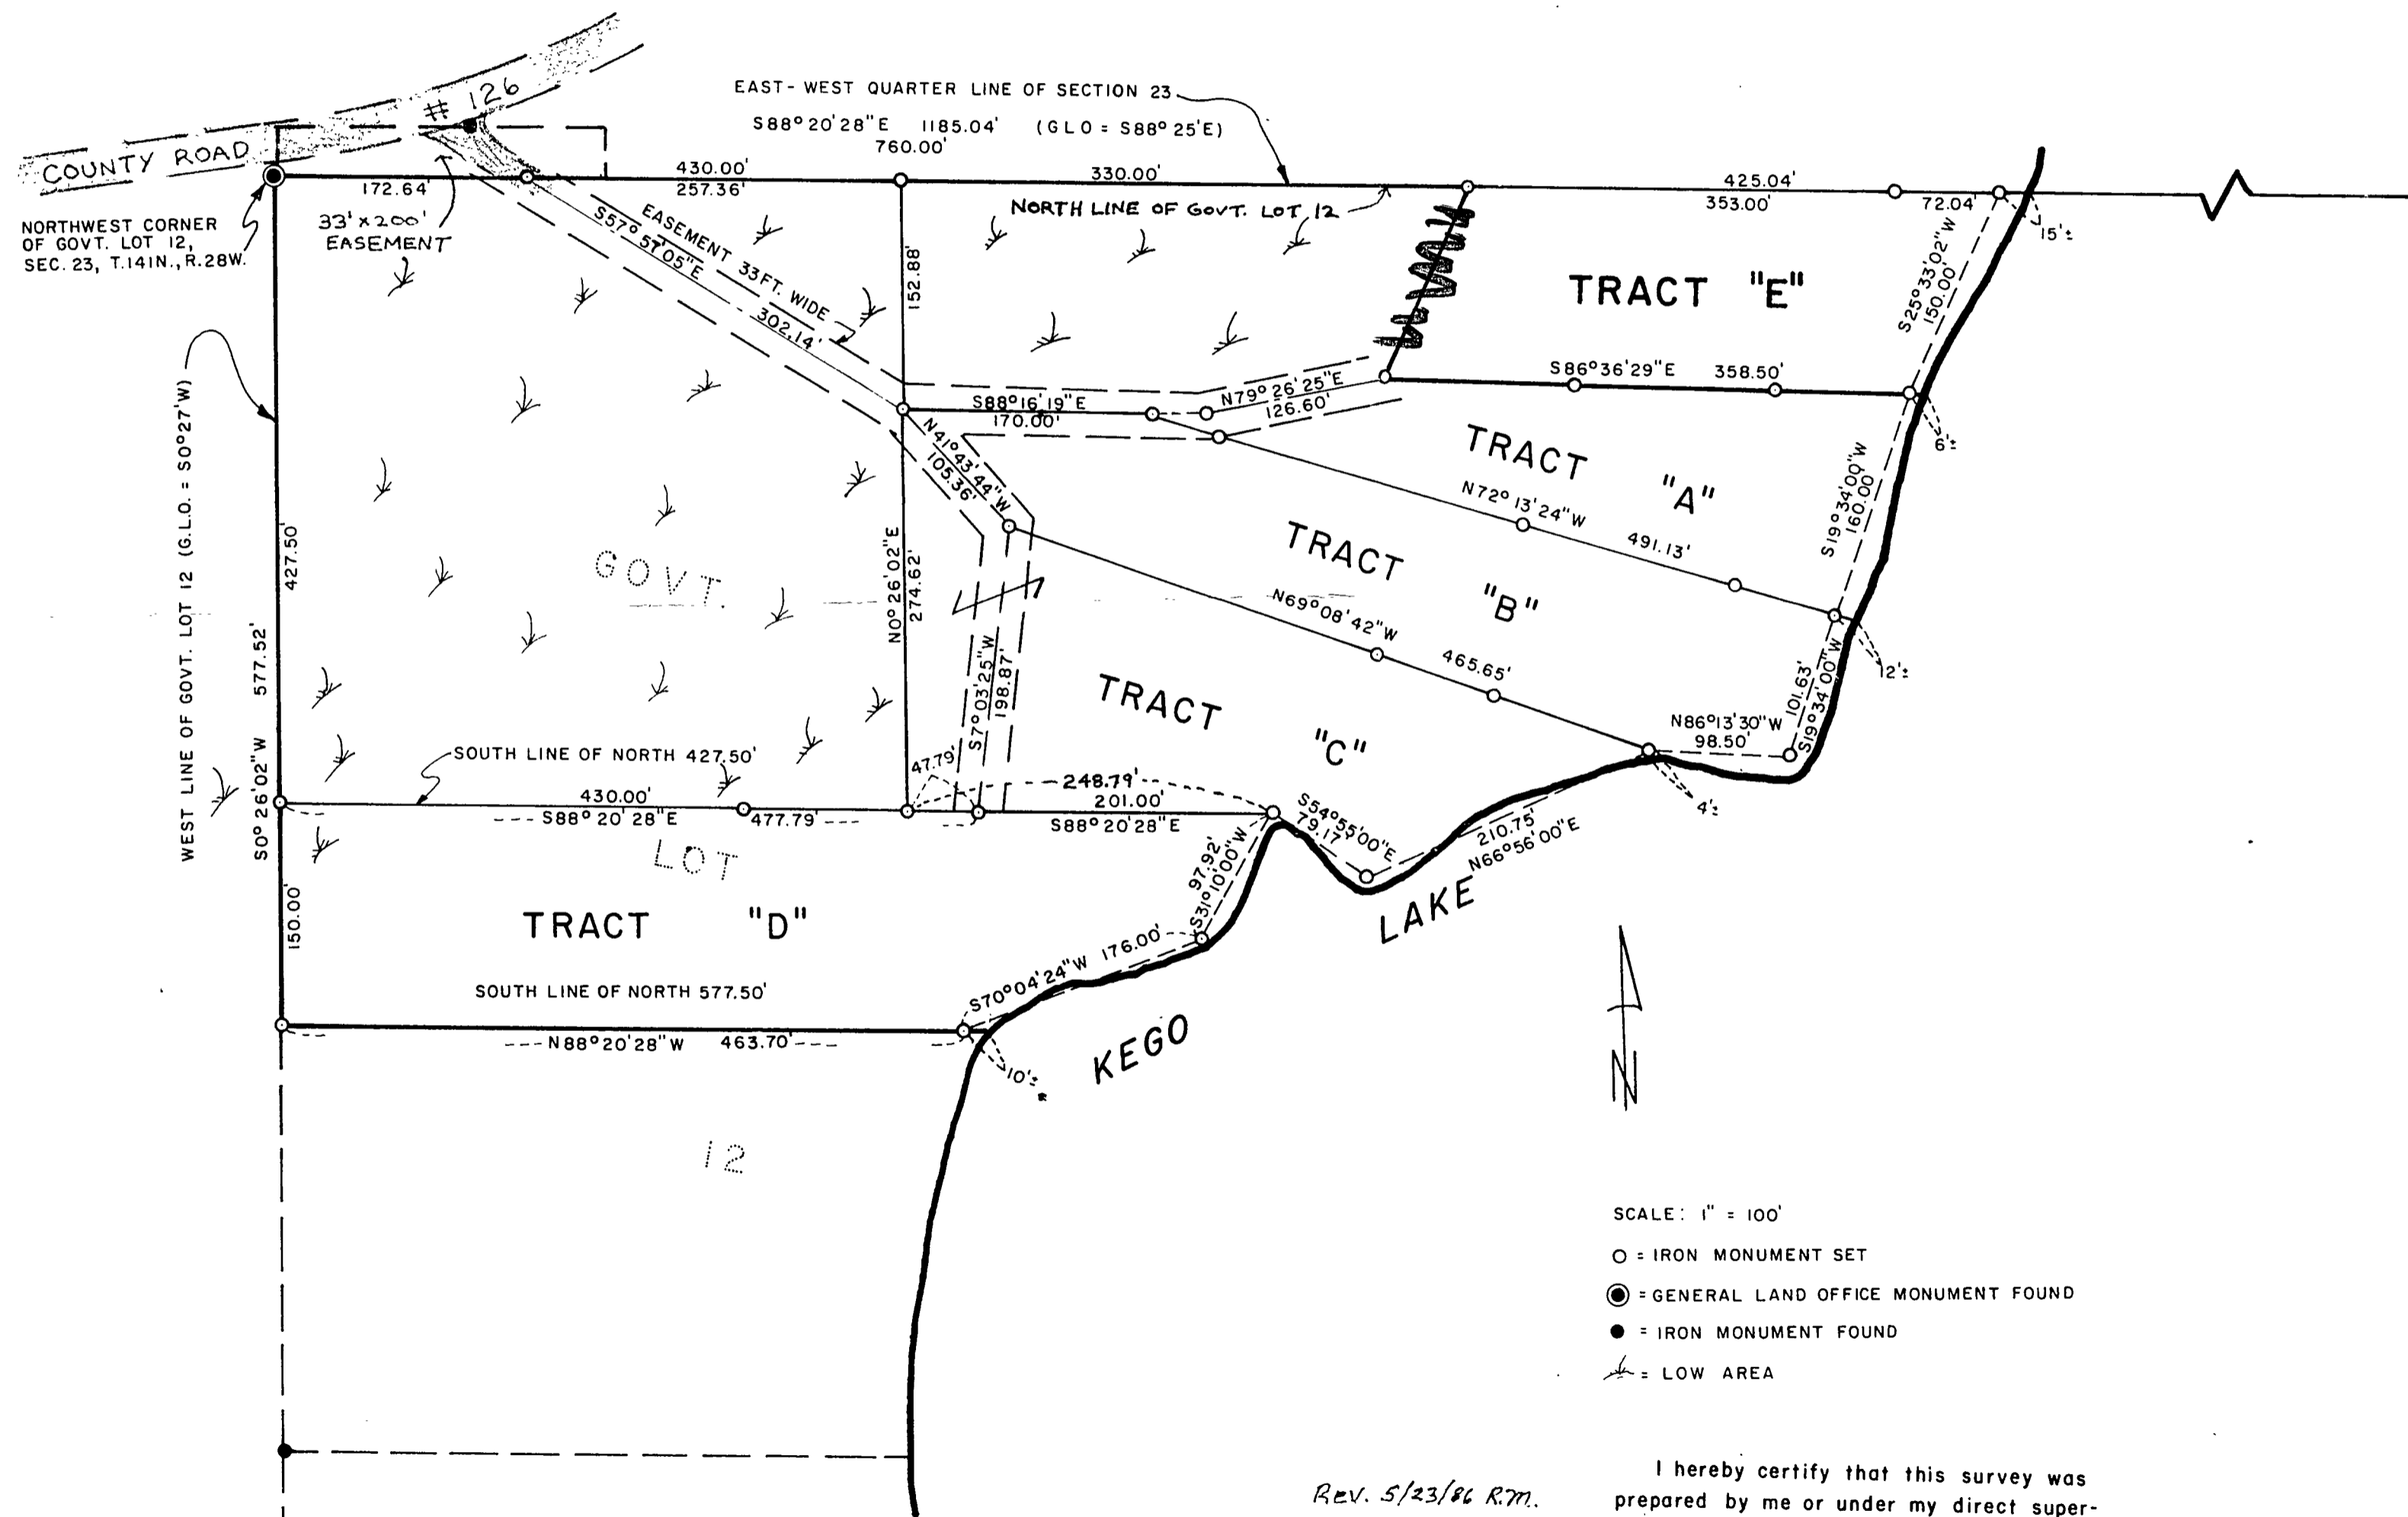 # 126
COUNTY ROAD
EAST-WEST QUARTER LINE OF SECTION 23
S88°20'28"E 1185.04' (GLO = S88°25'E)
760.00'
430.00'
172.64'
257.36'
330.00'
425.04'
353.00'
72.04'
15'±
NORTH LINE OF GOVT. LOT 12
NORTHWEST CORNER
OF GOVT. LOT 12,
SEC. 23, T.141N., R.28W.
33'x200'
EASEMENT
EASEMENT 33FT. WIDE
S57°57'05"E
302.14'
152.88'
TRACT "E"
S25°33'02"W
150.00'
S86°36'29"E 358.50'
N79°26'25"E
126.60'
S88°16'19"E
170.00'
6'±
N41°43'44"W
105.36'
TRACT "A"
S19°34'00"W
160.00'
N72°13'24"W
491.13'
WEST LINE OF GOVT. LOT 12 (G.L.O. = S0°27'W)
427.50'
S0°26'02"W 577.52'
GOVT.
N0°26'02"E
274.62'
TRACT "B"
N69°08'42"W
465.65'
12'±
S7°03'25"W
198.87'
TRACT "C"
101.63'
S19°34'00"W
N86°13'30"W
98.50'
4'±
SOUTH LINE OF NORTH 427.50'
47.79'
248.79'
430.00'
S88°20'28"E 477.79'
201.00'
S88°20'28"E
S54°55'00"E
79.17'
210.75'
N66°56'00"E
LOT
97.92'
S31°10'00"W
150.00'
TRACT "D"
S70°04'24"W 176.00'
LAKE
SOUTH LINE OF NORTH 577.50'
N88°20'28"W 463.70'
10'±
KEGO
N
12
SCALE: 1" = 100'
= IRON MONUMENT SET
= GENERAL LAND OFFICE MONUMENT FOUND
= IRON MONUMENT FOUND
= LOW AREA
I hereby certify that this survey was
prepared by me or under my direct super-
Rev. 5/23/86 R.M.